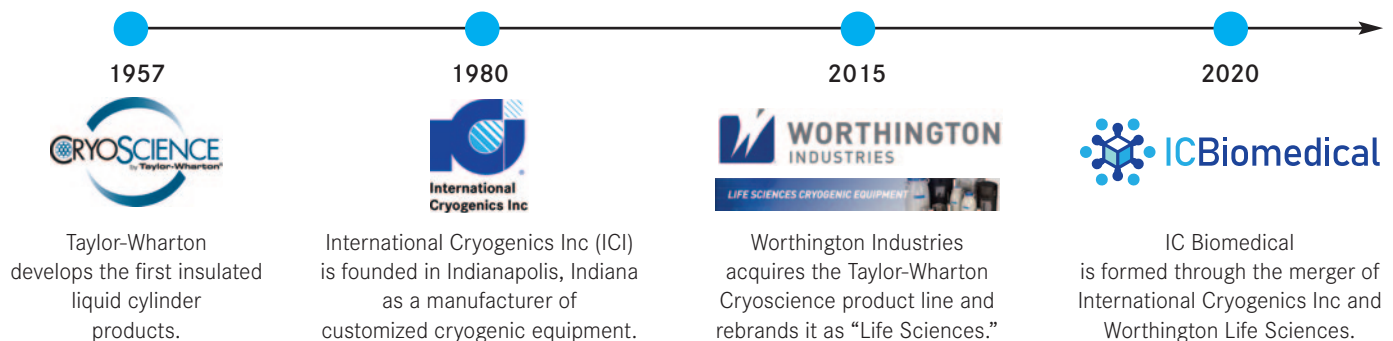 1957
CRYOSCIENCE
by Taylor-Wharton®
Taylor-Wharton
develops the first insulated
liquid cylinder
products.
1980
ICI
International
Cryogenics Inc
International Cryogenics Inc (ICI)
is founded in Indianapolis, Indiana
as a manufacturer of
customized cryogenic equipment.
2015
WORTHINGTON
INDUSTRIES
LIFE SCIENCES CRYOGENIC EQUIPMENT
Worthington Industries
acquires the Taylor-Wharton
Cryoscience product line and
rebrands it as “Life Sciences.”
2020
ICBiomedical
IC Biomedical
is formed through the merger of
International Cryogenics Inc and
Worthington Life Sciences.